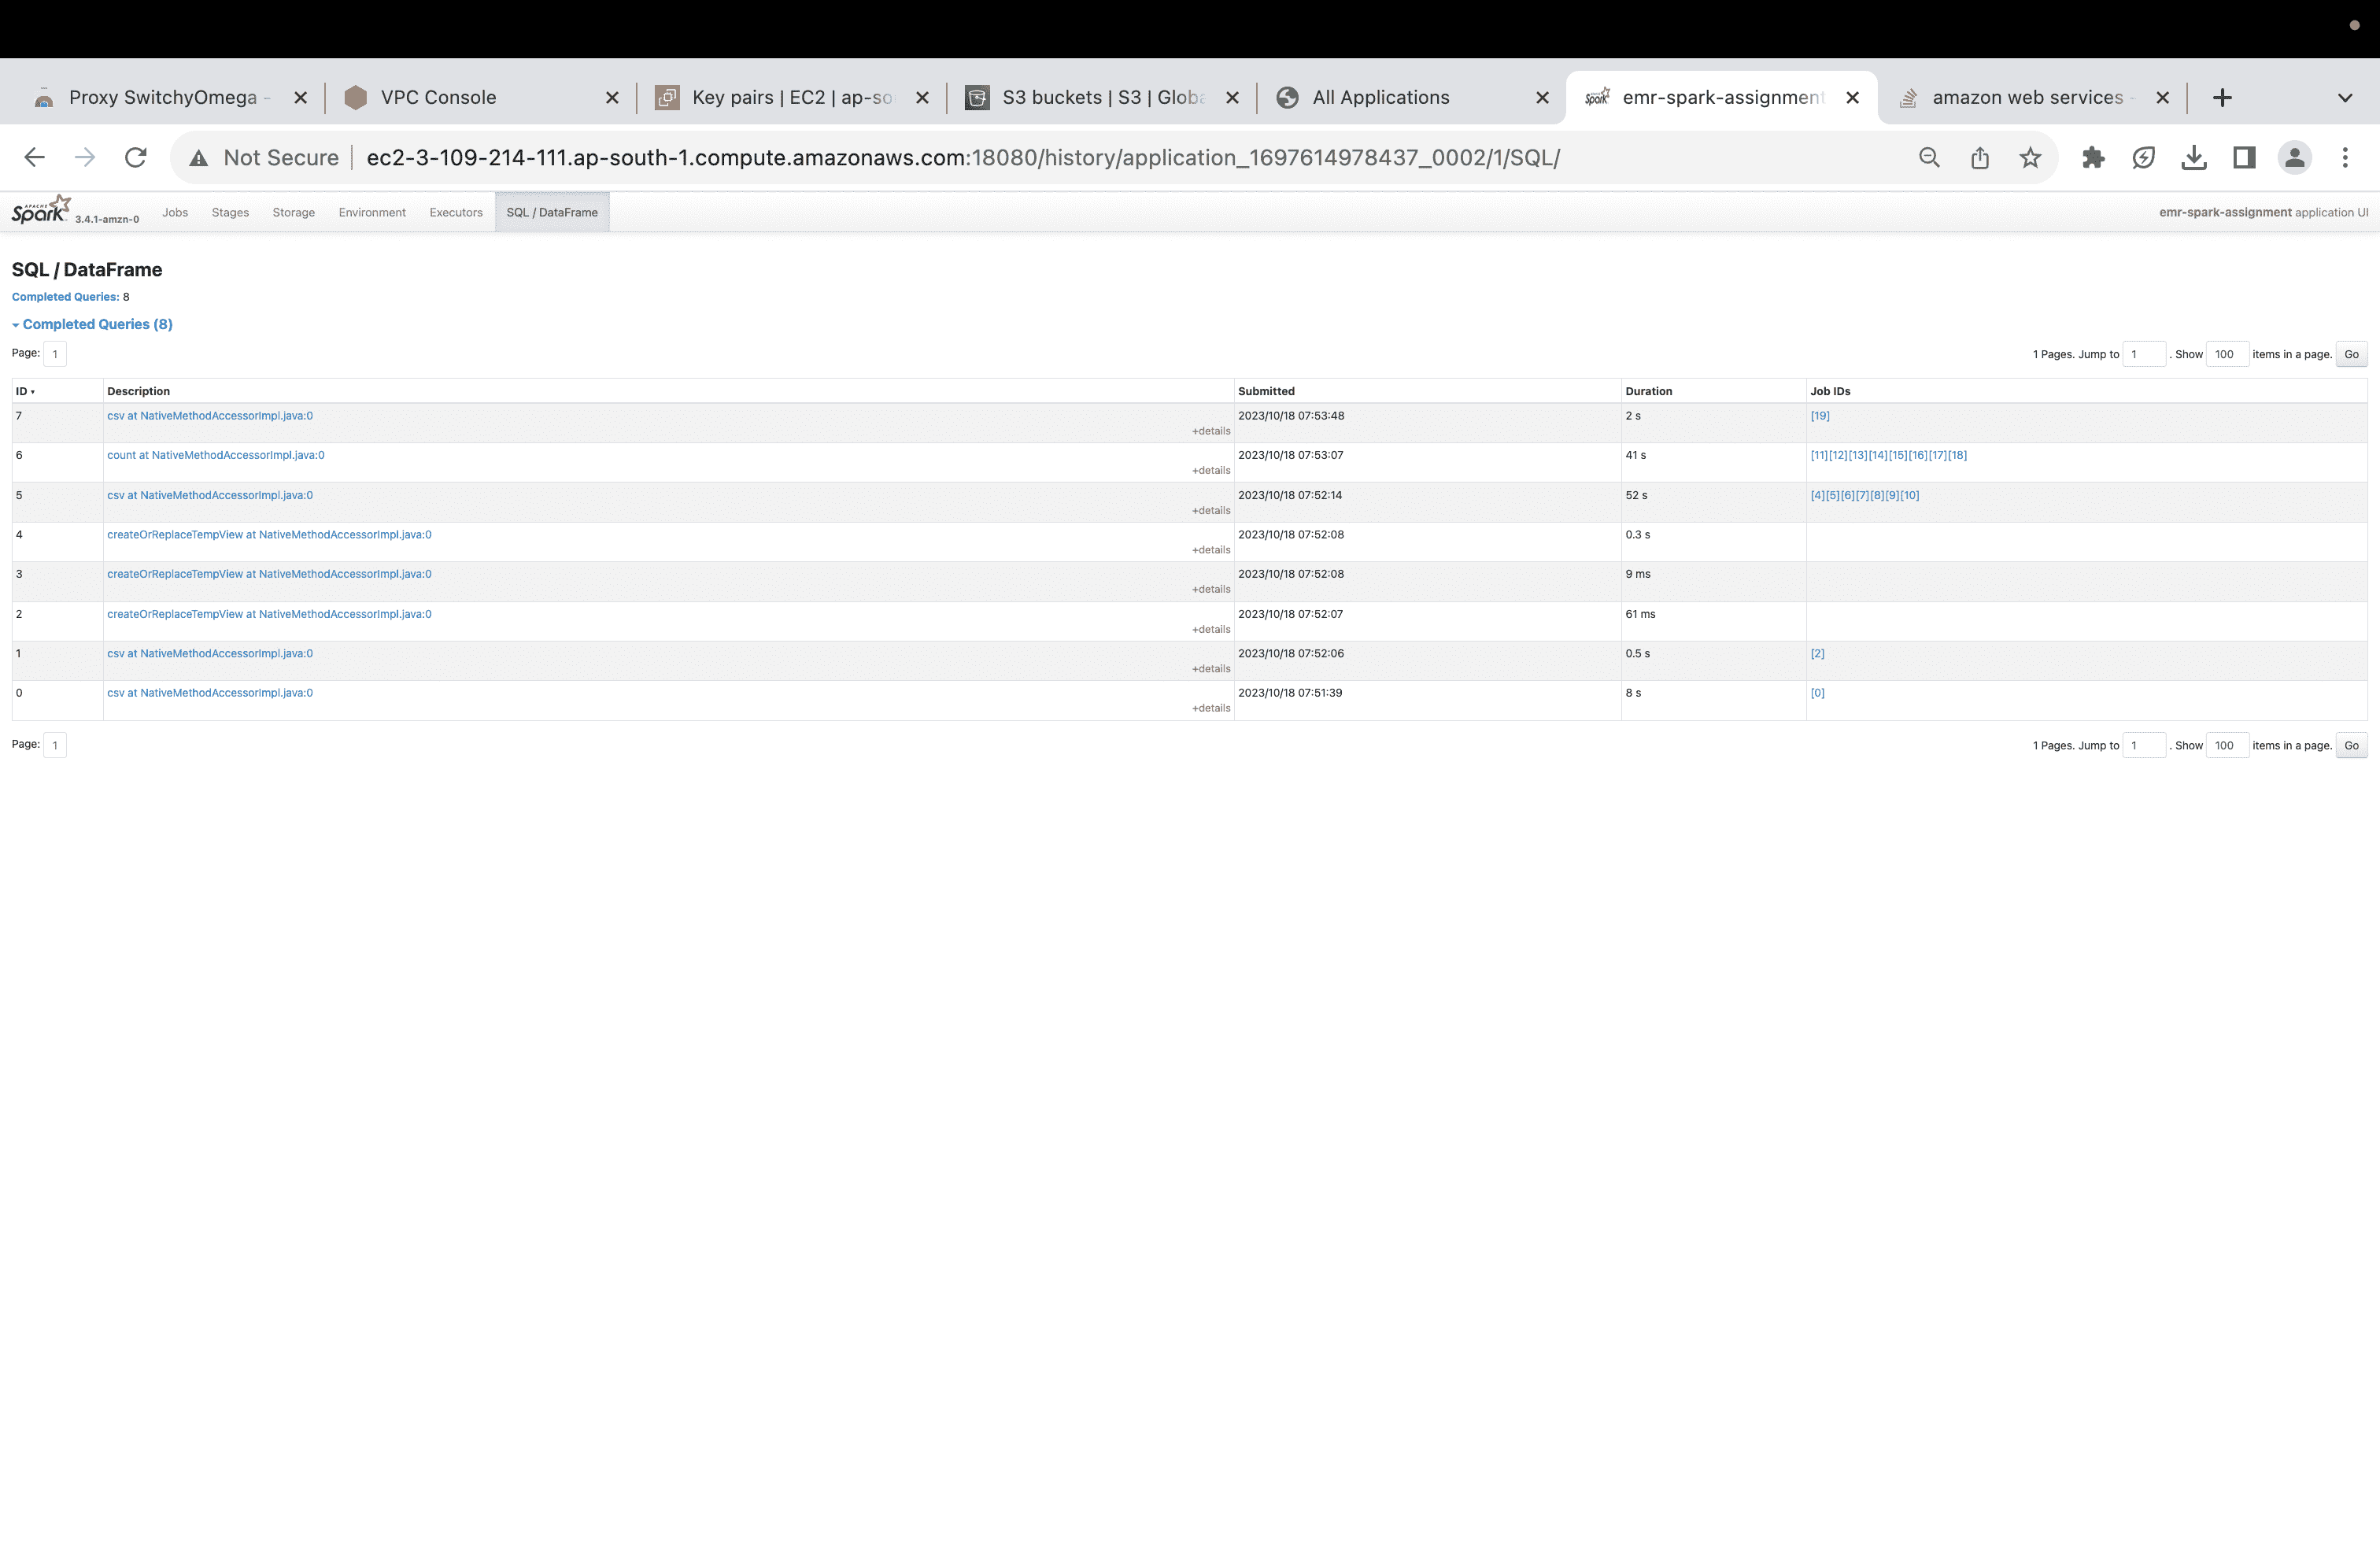 Proxy SwitchyOmega -
VPC Console
Key pairs | EC2 | ap-so
S3 buckets | S3 | Globa
All Applications
emr-spark-assignment
amazon web services -
Not Secure
ec2-3-109-214-111.ap-south-1.compute.amazonaws.com:18080/history/application_1697614978437_0002/1/SQL/
APACHE Spark 3.4.1-amzn-0 Jobs Stages Storage Environment Executors SQL / DataFrame emr-spark-assignment application UI
SQL / DataFrame
Completed Queries: 8
Completed Queries (8)
Page: 1 1 Pages. Jump to 1 . Show 100 items in a page. Go
ID Description Submitted Duration Job IDs
7 csv at NativeMethodAccessorImpl.java:0 2023/10/18 07:53:48 2 s [19]
+details
6 count at NativeMethodAccessorImpl.java:0 2023/10/18 07:53:07 41 s [11][12][13][14][15][16][17][18]
+details
5 csv at NativeMethodAccessorImpl.java:0 2023/10/18 07:52:14 52 s [4][5][6][7][8][9][10]
+details
4 createOrReplaceTempView at NativeMethodAccessorImpl.java:0 2023/10/18 07:52:08 0.3 s
+details
3 createOrReplaceTempView at NativeMethodAccessorImpl.java:0 2023/10/18 07:52:08 9 ms
+details
2 createOrReplaceTempView at NativeMethodAccessorImpl.java:0 2023/10/18 07:52:07 61 ms
+details
1 csv at NativeMethodAccessorImpl.java:0 2023/10/18 07:52:06 0.5 s [2]
+details
0 csv at NativeMethodAccessorImpl.java:0 2023/10/18 07:51:39 8 s [0]
+details
Page: 1 1 Pages. Jump to 1 . Show 100 items in a page. Go